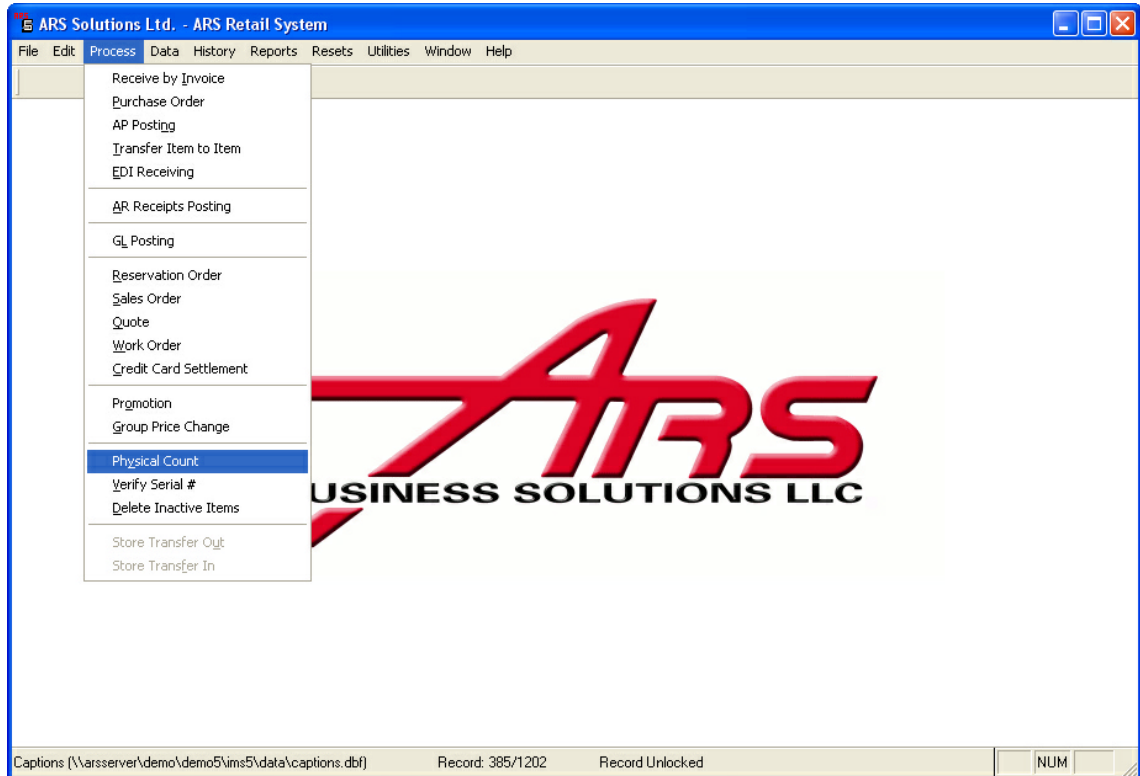 ARS Solutions Ltd. - ARS Retail System
File Edit Process Data History Reports Resets Utilities Window Help
Receive by Invoice
Purchase Order
AP Posting
Transfer Item to Item
EDI Receiving
AR Receipts Posting
GL Posting
Reservation Order
Sales Order
Quote
Work Order
Credit Card Settlement
Promotion
Group Price Change
Physical Count
Verify Serial #
Delete Inactive Items
Store Transfer Out
Store Transfer In
ARS
USINESS SOLUTIONS LLC
Captions (\\arsserver\demo\demo5\ims5\data\captions.dbf) Record: 385/1202 Record Unlocked NUM